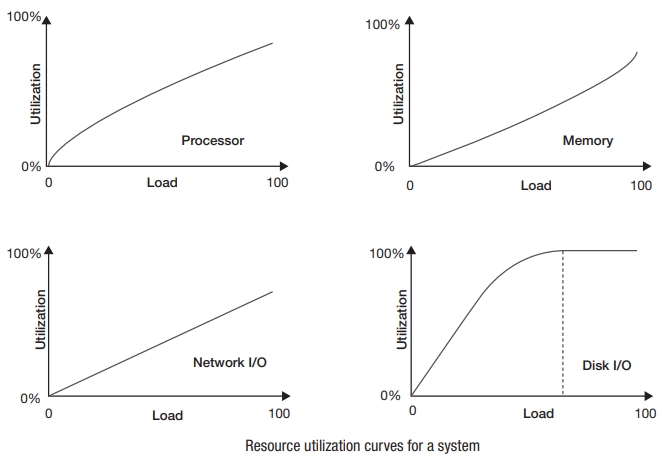 100%
Utilization
Processor
0%
0
Load
100
100%
Utilization
Memory
0%
0
Load
100
100%
Utilization
Network I/O
0%
0
Load
100
100%
Utilization
Disk I/O
0%
0
Load
100
Resource utilization curves for a system